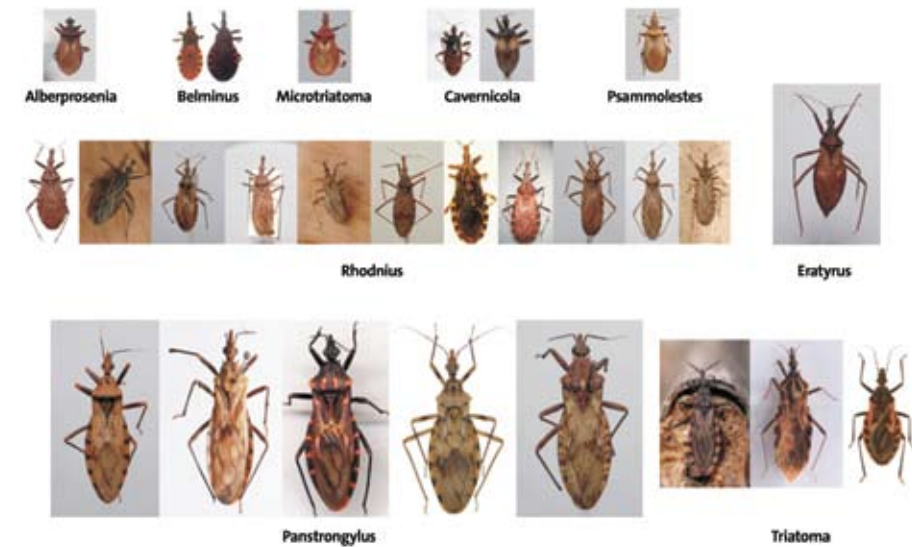 Alberprosenia
Belminus
Microtriatoma
Cavernicola
Psammolestes
Rhodnius
Eratyrus
Panstrongylus
Triatoma